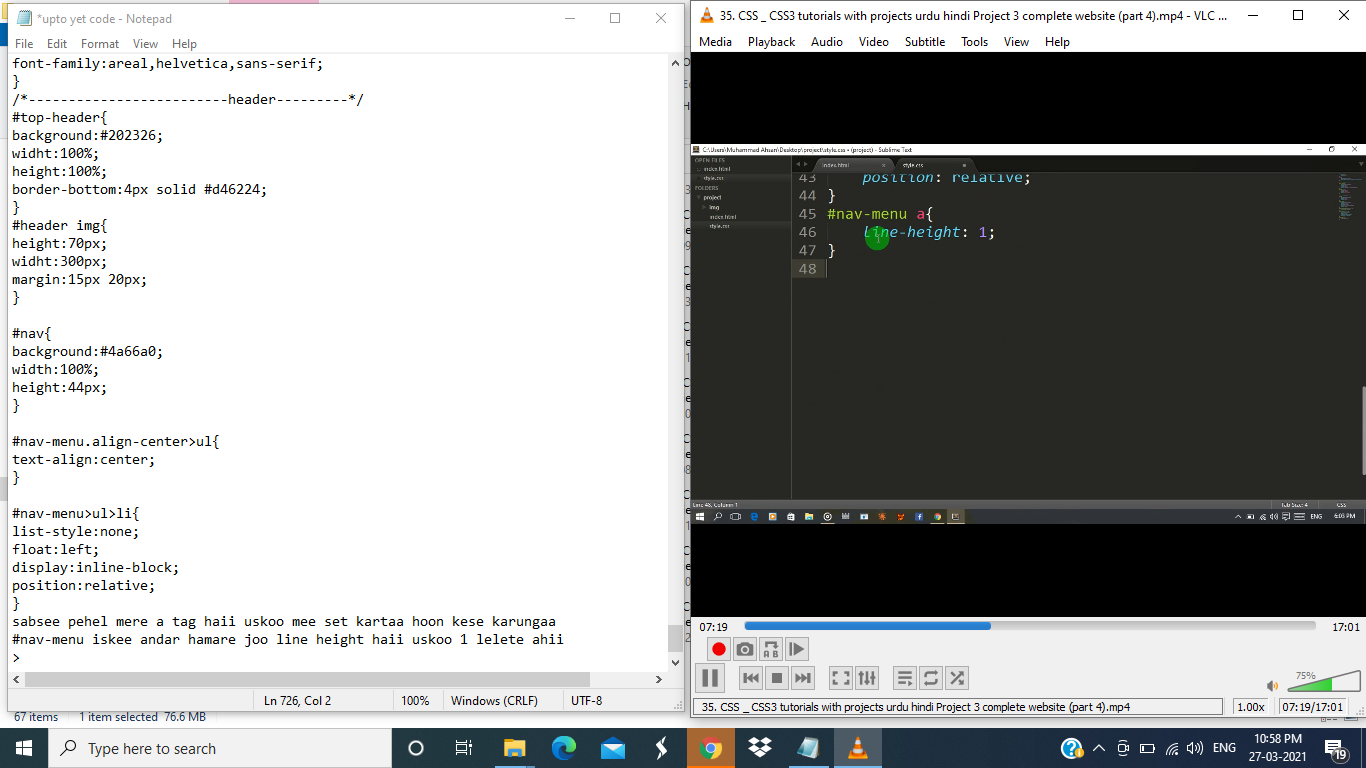 *upto yet code - Notepad
File Edit Format View Help
font-family:areal,helvetica,sans-serif;
}
/*-------------------------header---------*/
#top-header{
background:#202326;
widht:100%;
height:100%;
border-bottom:4px solid #d46224;
}
#header img{
height:70px;
widht:300px;
margin:15px 20px;
}
#nav{
background:#4a66a0;
width:100%;
height:44px;
}
#nav-menu.align-center>ul{
text-align:center;
}
#nav-menu>ul>li{
list-style:none;
float:left;
display:inline-block;
position:relative;
}
sabsee pehel mere a tag haii uskoo mee set kartaa hoon kese karungaa
#nav-menu iskee andar hamare joo line height haii uskoo 1 lelete ahii
>
Ln 726, Col 2 100% Windows (CRLF) UTF-8
67 items 1 item selected 76.6 MB
35. CSS _ CSS3 tutorials with projects urdu hindi Project 3 complete website (part 4).mp4 - VLC ...
Media Playback Audio Video Subtitle Tools View Help
C:\Users\Muhammad Ahsan\Desktop\project\style.css • (project) - Sublime Text
OPEN FILES
index.html
style.css
FOLDERS
project
img
index.html
style.css
index.html style.css
43 position: relative;
44 }
45 #nav-menu a{
46 line-height: 1;
47 }
48
Line 48, Column 1 Tab Size: 4 CSS
ENG 6:03 PM
07:19 17:01
A B
75%
35. CSS _ CSS3 tutorials with projects urdu hindi Project 3 complete website (part 4).mp4 1.00x 07:19/17:01
Type here to search
ENG
10:58 PM
27-03-2021
19